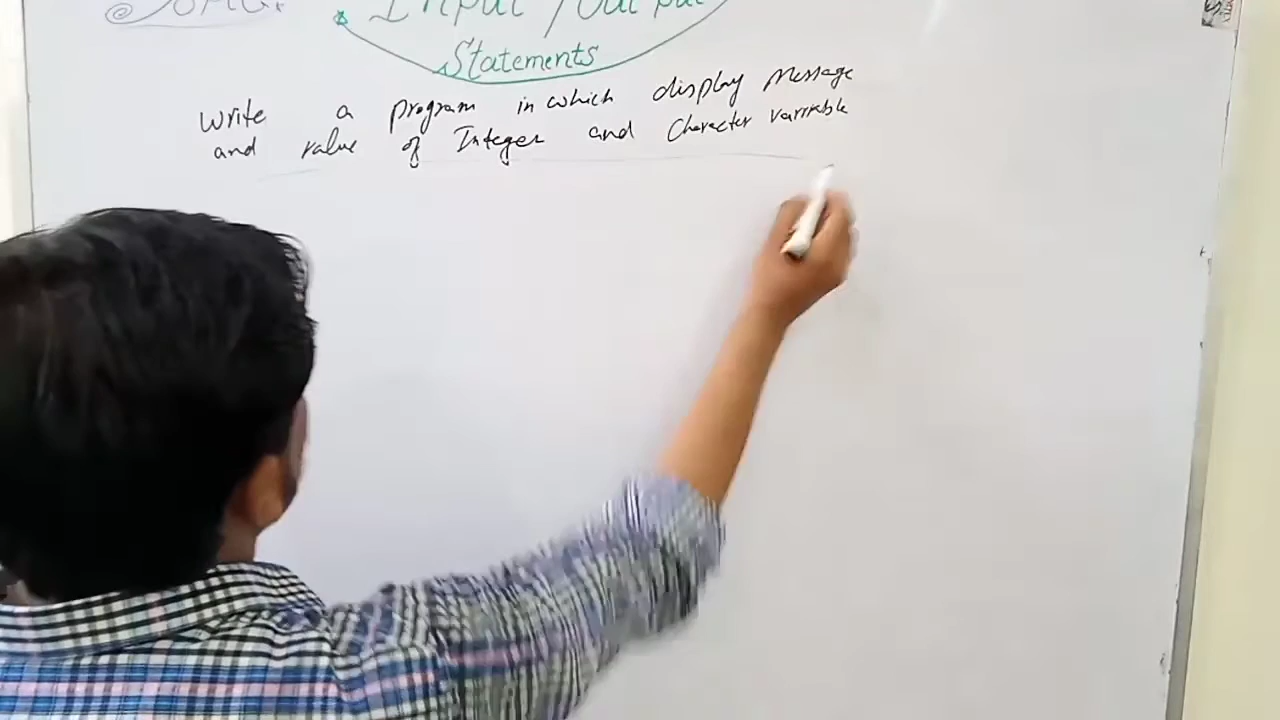 Input / Output
Statements
Write a program in which display Message
and value of Integer and Character variable